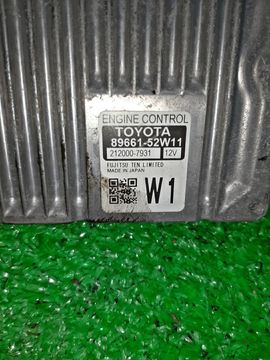 ENGINE CONTROL
TOYOTA
89661-52W11
212000-7931 12V
FUJITSU TEN LIMITED
MADE IN JAPAN
W1